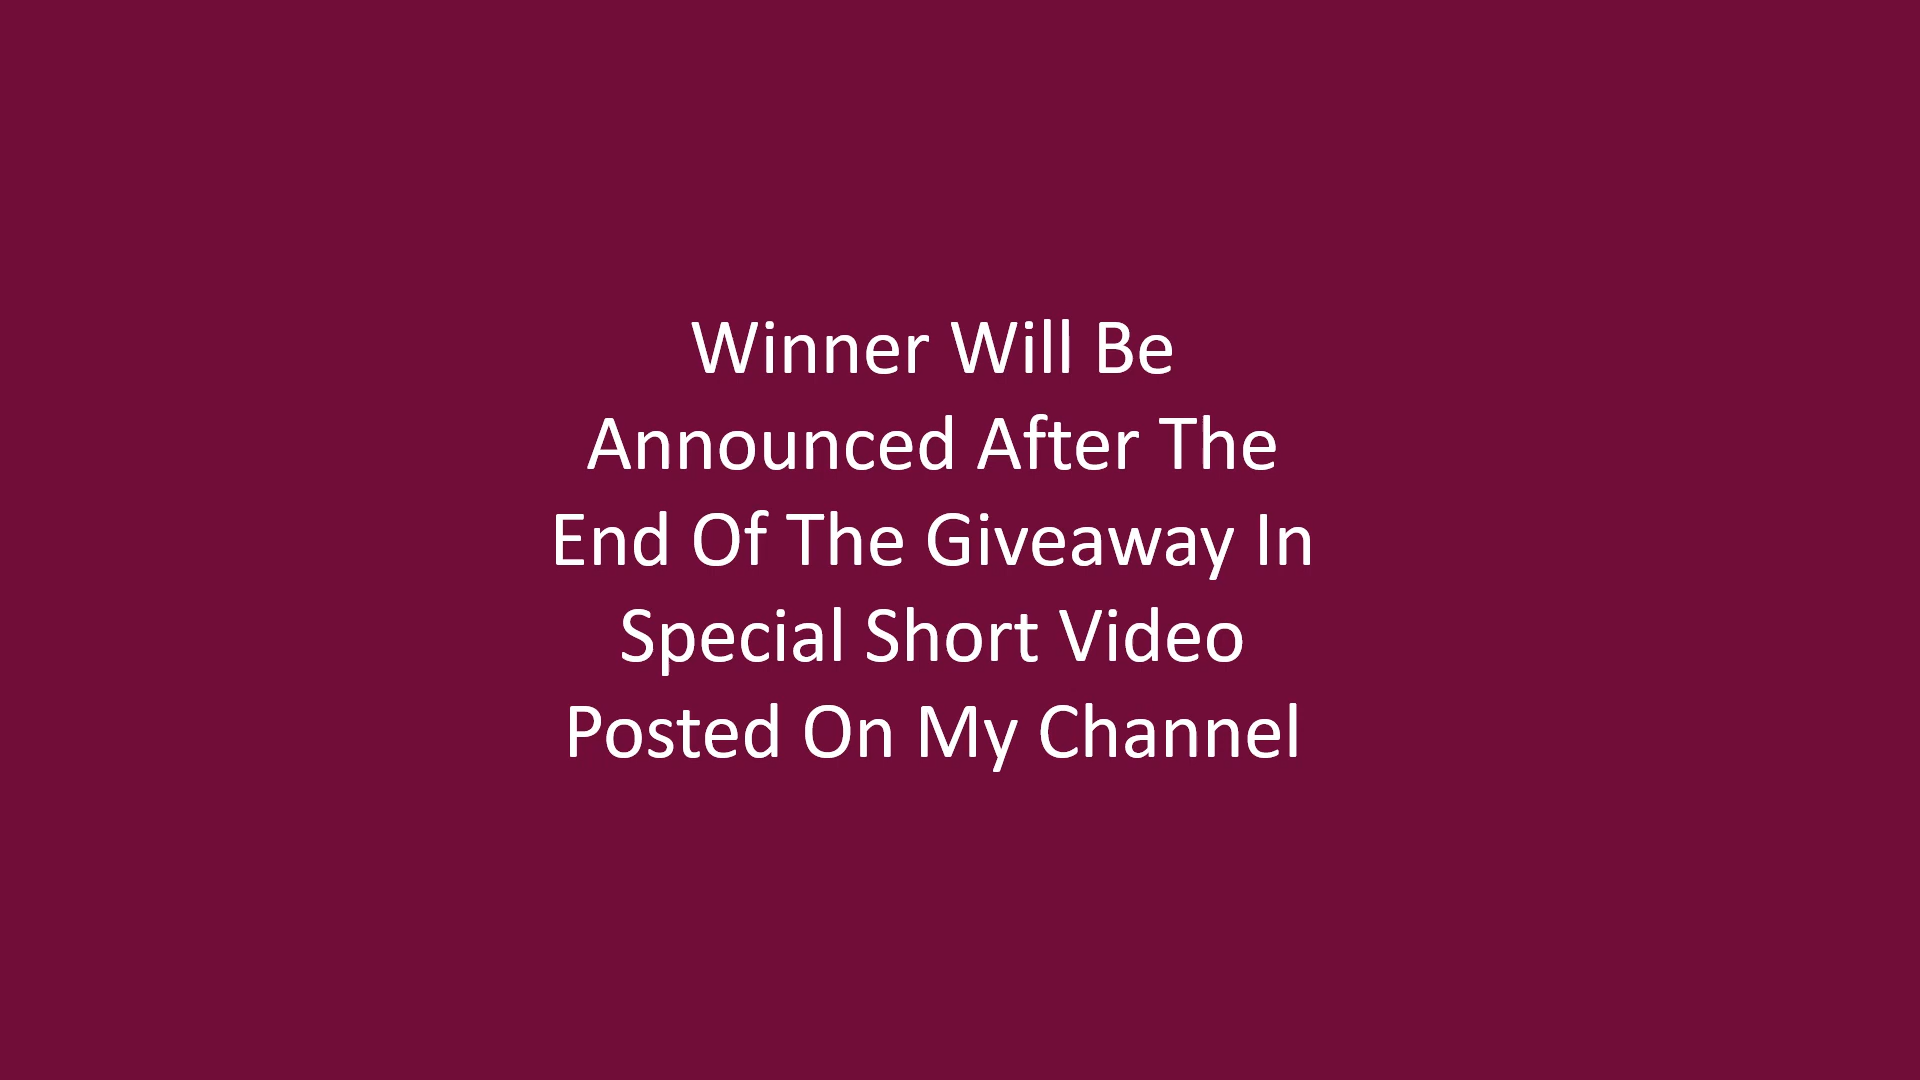 Winner Will Be
Announced After The
End Of The Giveaway In
Special Short Video
Posted On My Channel